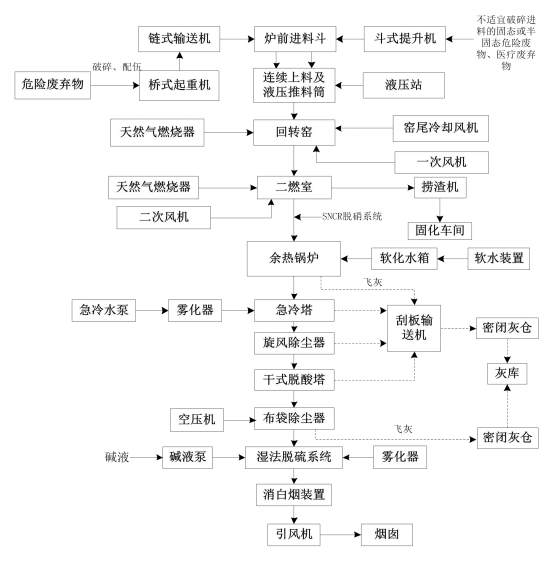 链式输送机
炉前进料斗
斗式提升机
不适宜破碎进
料的固态或半
固态危险废
物、医疗废弃
物
危险废弃物
破碎、配伍
桥式起重机
连续上料及
液压推料筒
液压站
天然气燃烧器
回转窑
窑尾冷却风机
一次风机
天然气燃烧器
二燃室
捞渣机
二次风机
SNCR脱硝系统
固化车间
余热锅炉
软化水箱
软水装置
飞灰
急冷水泵
雾化器
急冷塔
刮板输
送机
密闭灰仓
旋风除尘器
灰库
干式脱酸塔
空压机
布袋除尘器
飞灰
密闭灰仓
碱液
碱液泵
湿法脱硫系统
雾化器
消白烟装置
引风机
烟囱